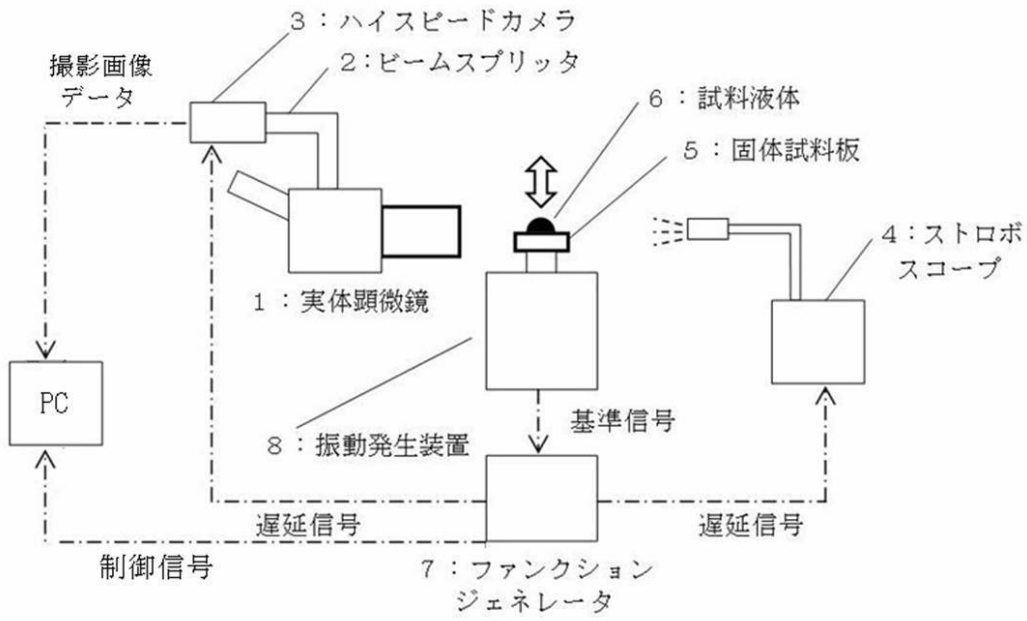 3：ハイスピードカメラ
2：ビームスプリッタ
撮影画像
データ
6：試料液体
5：固体試料板
4：ストロボ
スコープ
1：実体顕微鏡
PC
基準信号
8：振動発生装置
遅延信号
遅延信号
制御信号
7：ファンクション
ジェネレータ